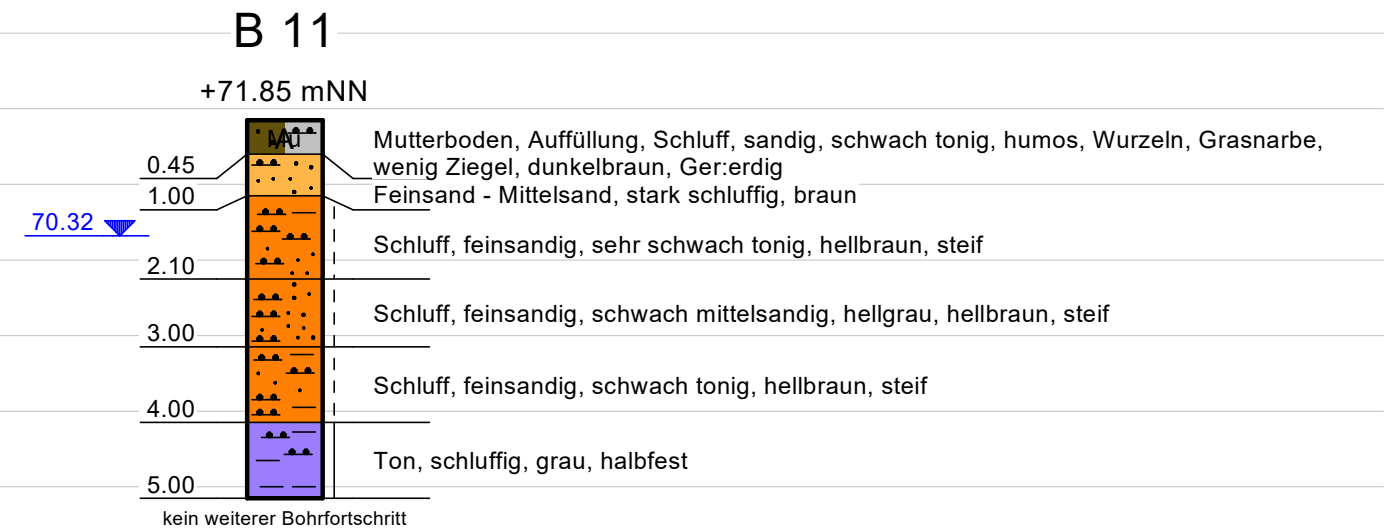 B 11
+71.85 mNN
Mu
A
Mutterboden, Auffüllung, Schluff, sandig, schwach tonig, humos, Wurzeln, Grasnarbe,
wenig Ziegel, dunkelbraun, Ger:erdig
0.45
Feinsand - Mittelsand, stark schluffig, braun
1.00
70.32
Schluff, feinsandig, sehr schwach tonig, hellbraun, steif
2.10
Schluff, feinsandig, schwach mittelsandig, hellgrau, hellbraun, steif
3.00
Schluff, feinsandig, schwach tonig, hellbraun, steif
4.00
Ton, schluffig, grau, halbfest
5.00
kein weiterer Bohrfortschritt